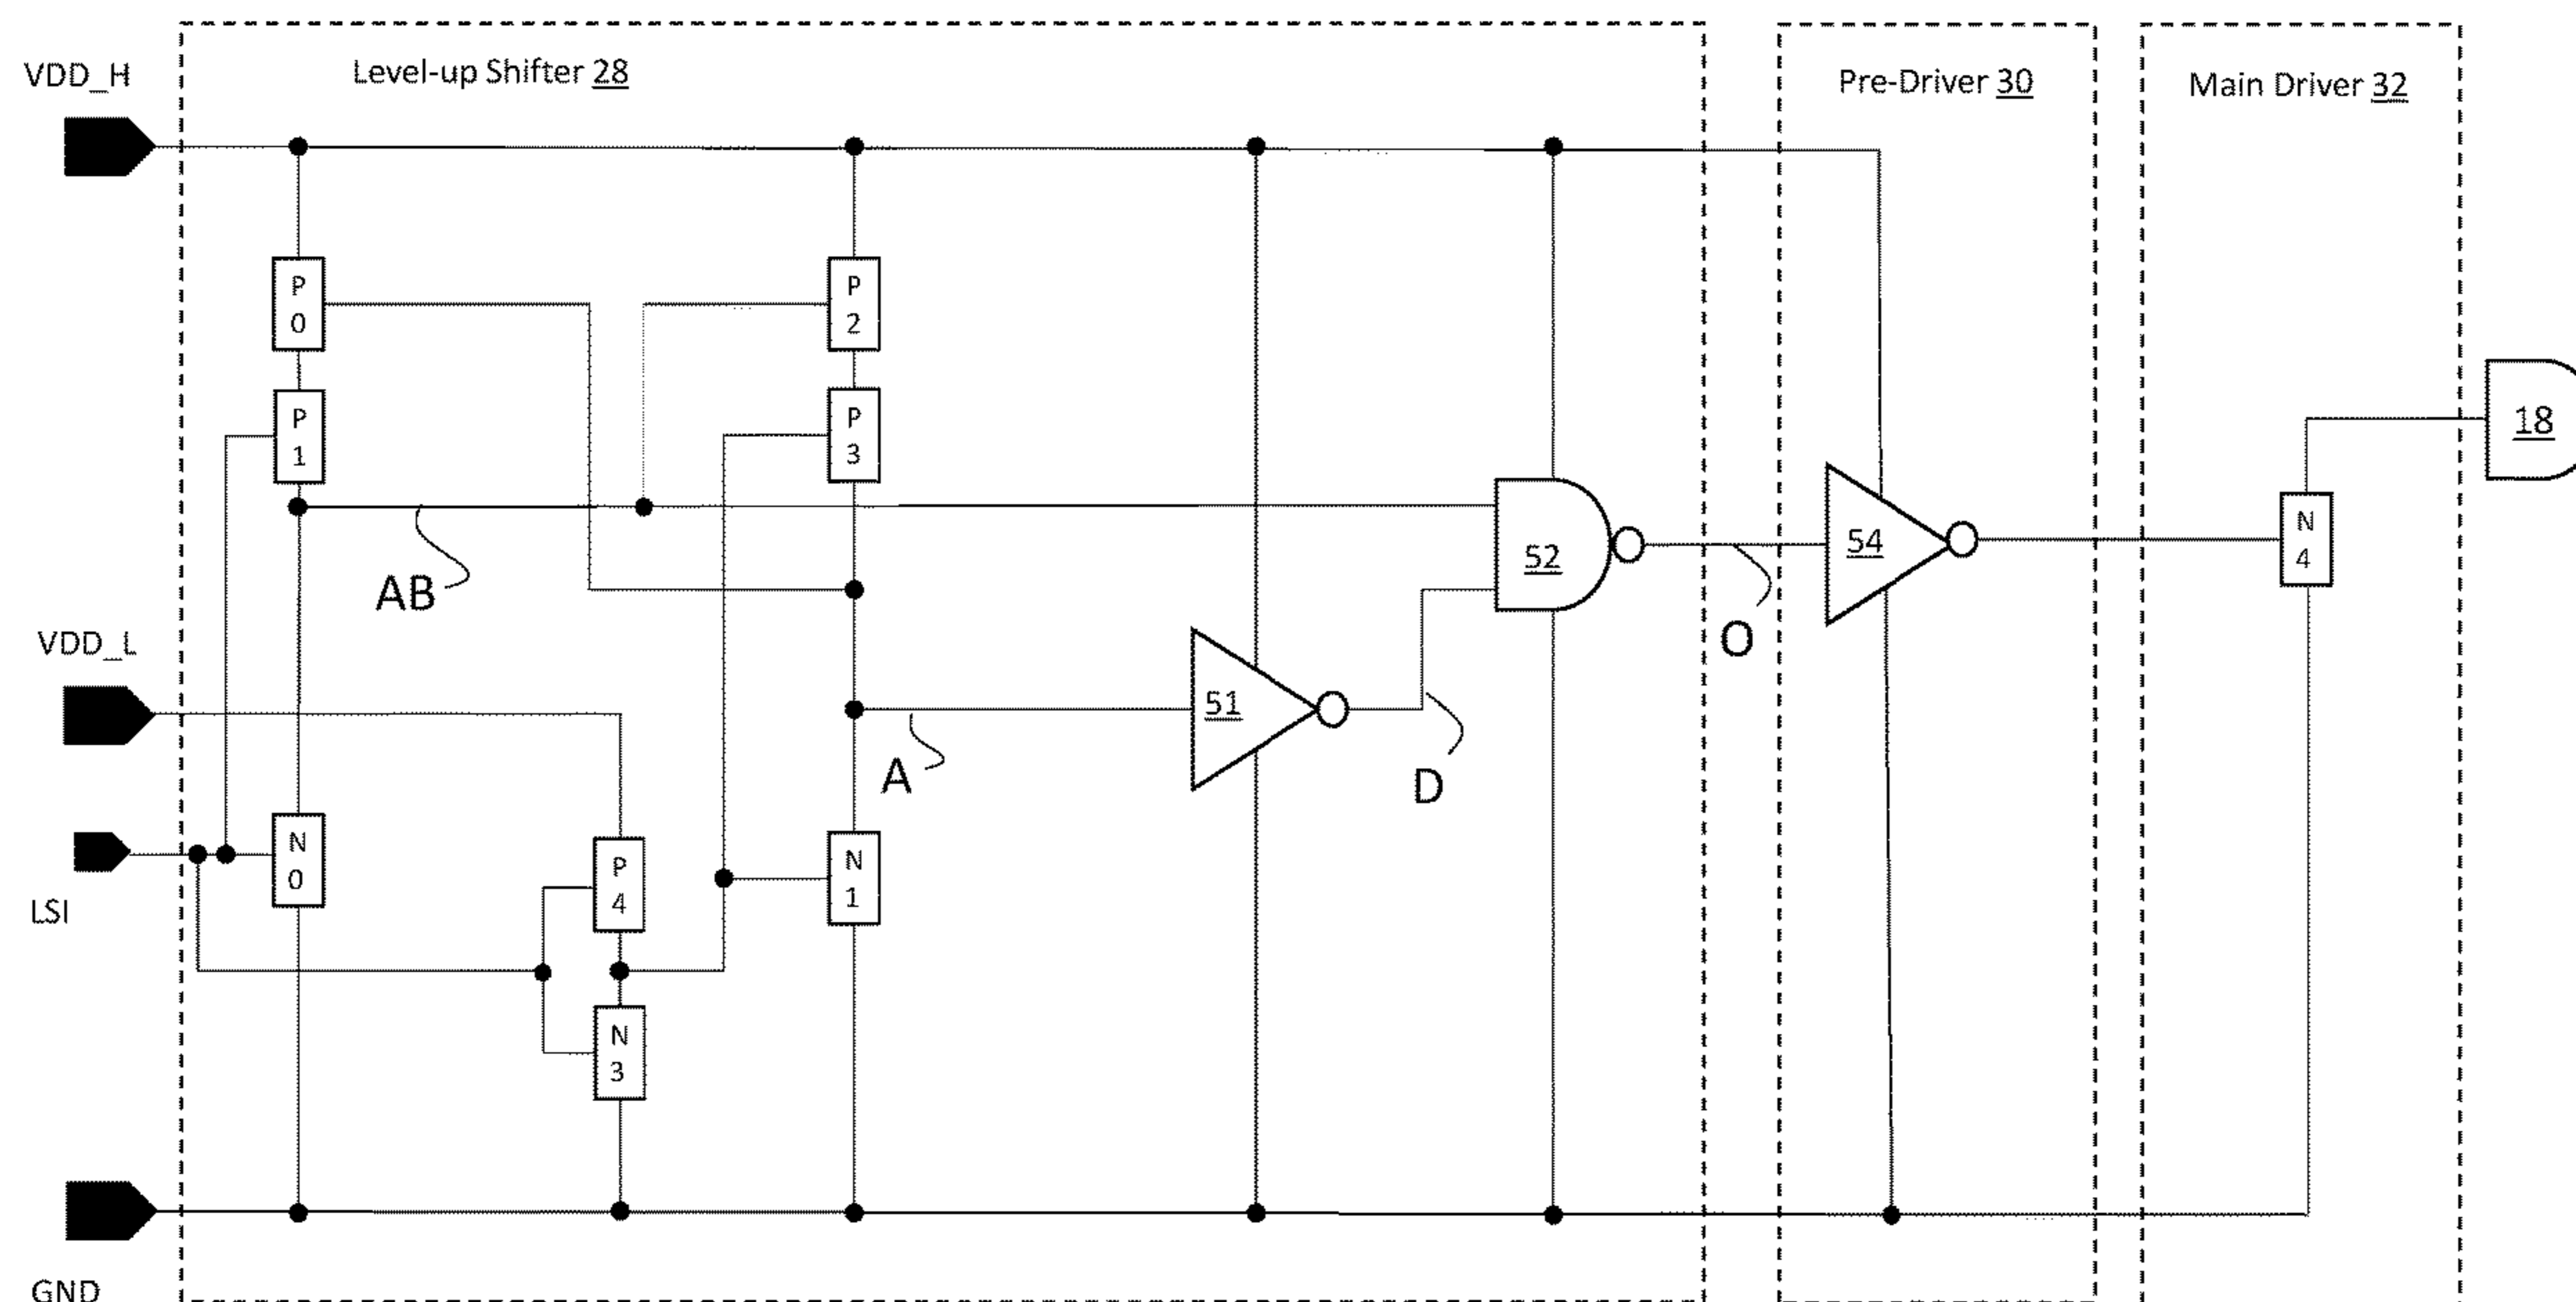 Level-up Shifter 28
Pre-Driver 30
Main Driver 32
VDD_H
P
0
P
2
P
1
P
3
18
N
4
52
54
AB
O
VDD_L
51
A
D
N
0
P
4
N
1
LSI
N
3
GND